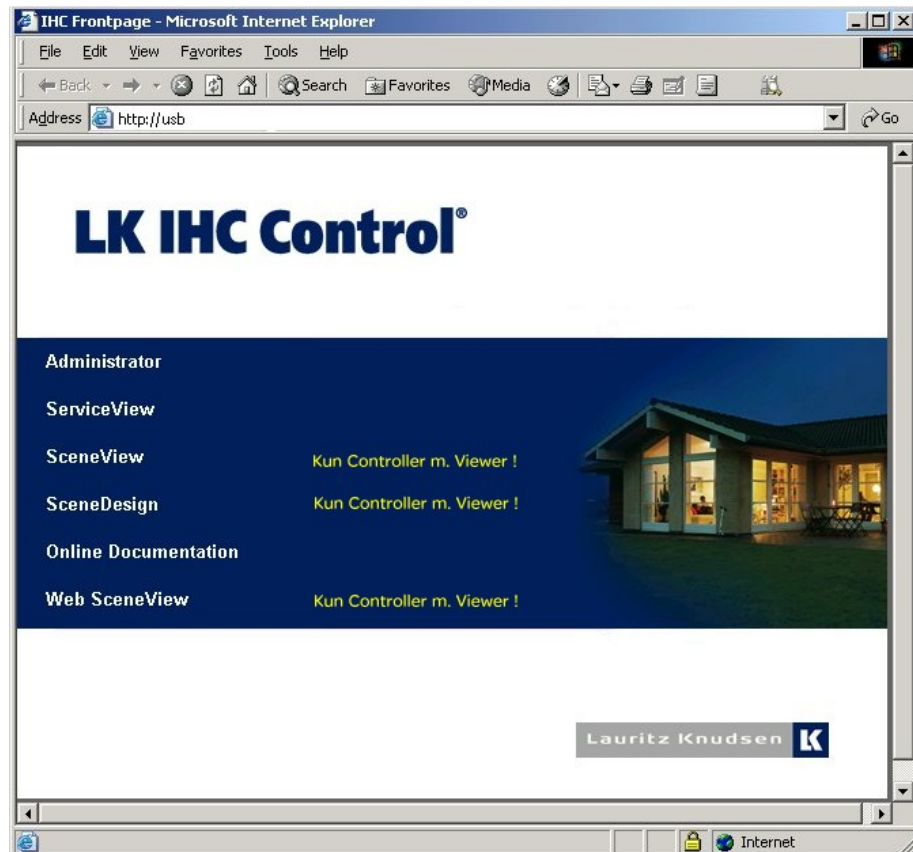 IHC Frontpage - Microsoft Internet Explorer
File Edit View Favorites Tools Help
Back Search Favorites Media
Address http://usb Go
LK IHC Control®
Administrator
ServiceView
SceneView Kun Controller m. Viewer !
SceneDesign Kun Controller m. Viewer !
Online Documentation
Web SceneView Kun Controller m. Viewer !
Lauritz Knudsen LK
Internet